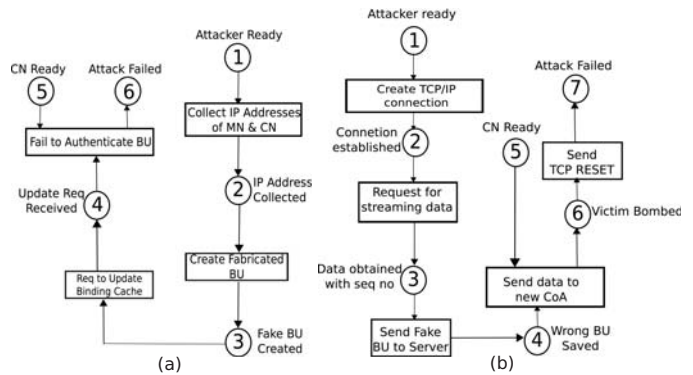 Attacker Ready
1
CN Ready
Attack Failed
5
6
Collect IP Addresses
of MN & CN
Fail to Authenticate BU
Update Req
Received
4
2
IP Address
Collected
Create Fabricated
BU
Req to Update
Binding Cache
3
Fake BU
Created
(a)
Attacker ready
1
Create TCP/IP
connection
Connetion
established
2
Request for
streaming data
Data obtained
with seq no
3
Send Fake
BU to Server
4
Wrong BU
Saved
CN Ready
5
Send data to
new CoA
6
Victim Bombed
Send
TCP RESET
7
Attack Failed
(b)